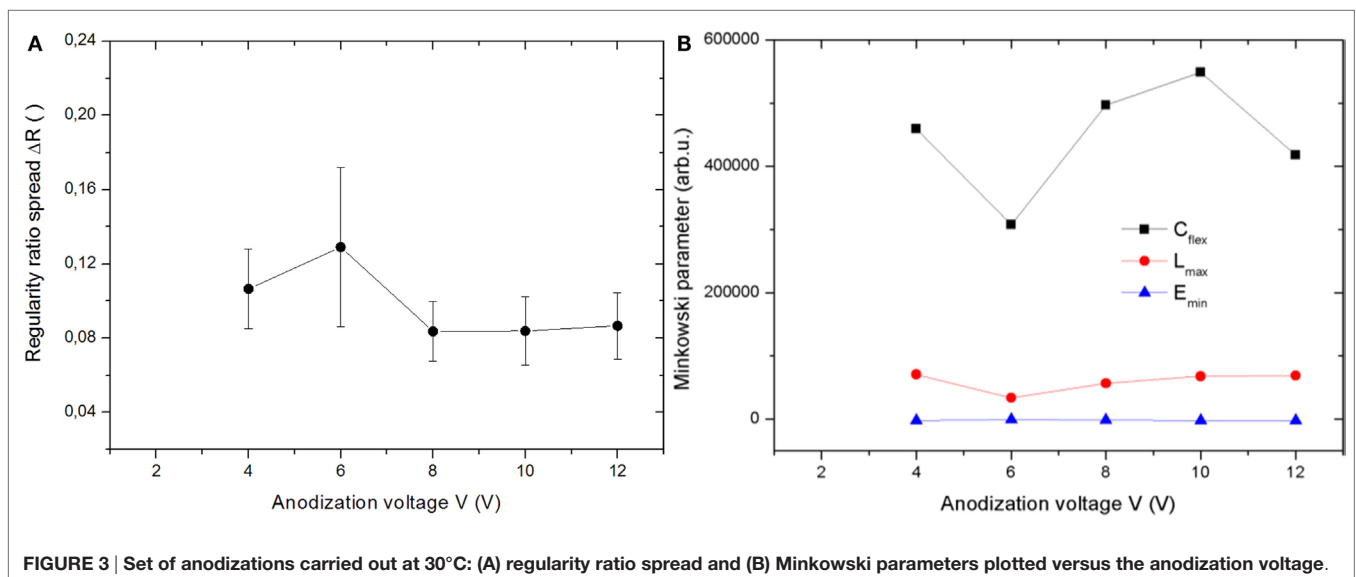 A
Regularity ratio spread ΔR ( )
0,24
0,20
0,16
0,12
0,08
0,04
2 4 6 8 10 12
Anodization voltage V (V)
B
Minkowski parameter (arb.u.)
600000
400000
200000
0
C flex
L max
E min
2 4 6 8 10 12
Anodization voltage V (V)
FIGURE 3 | Set of anodizations carried out at 30°C: (A) regularity ratio spread and (B) Minkowski parameters plotted versus the anodization voltage.